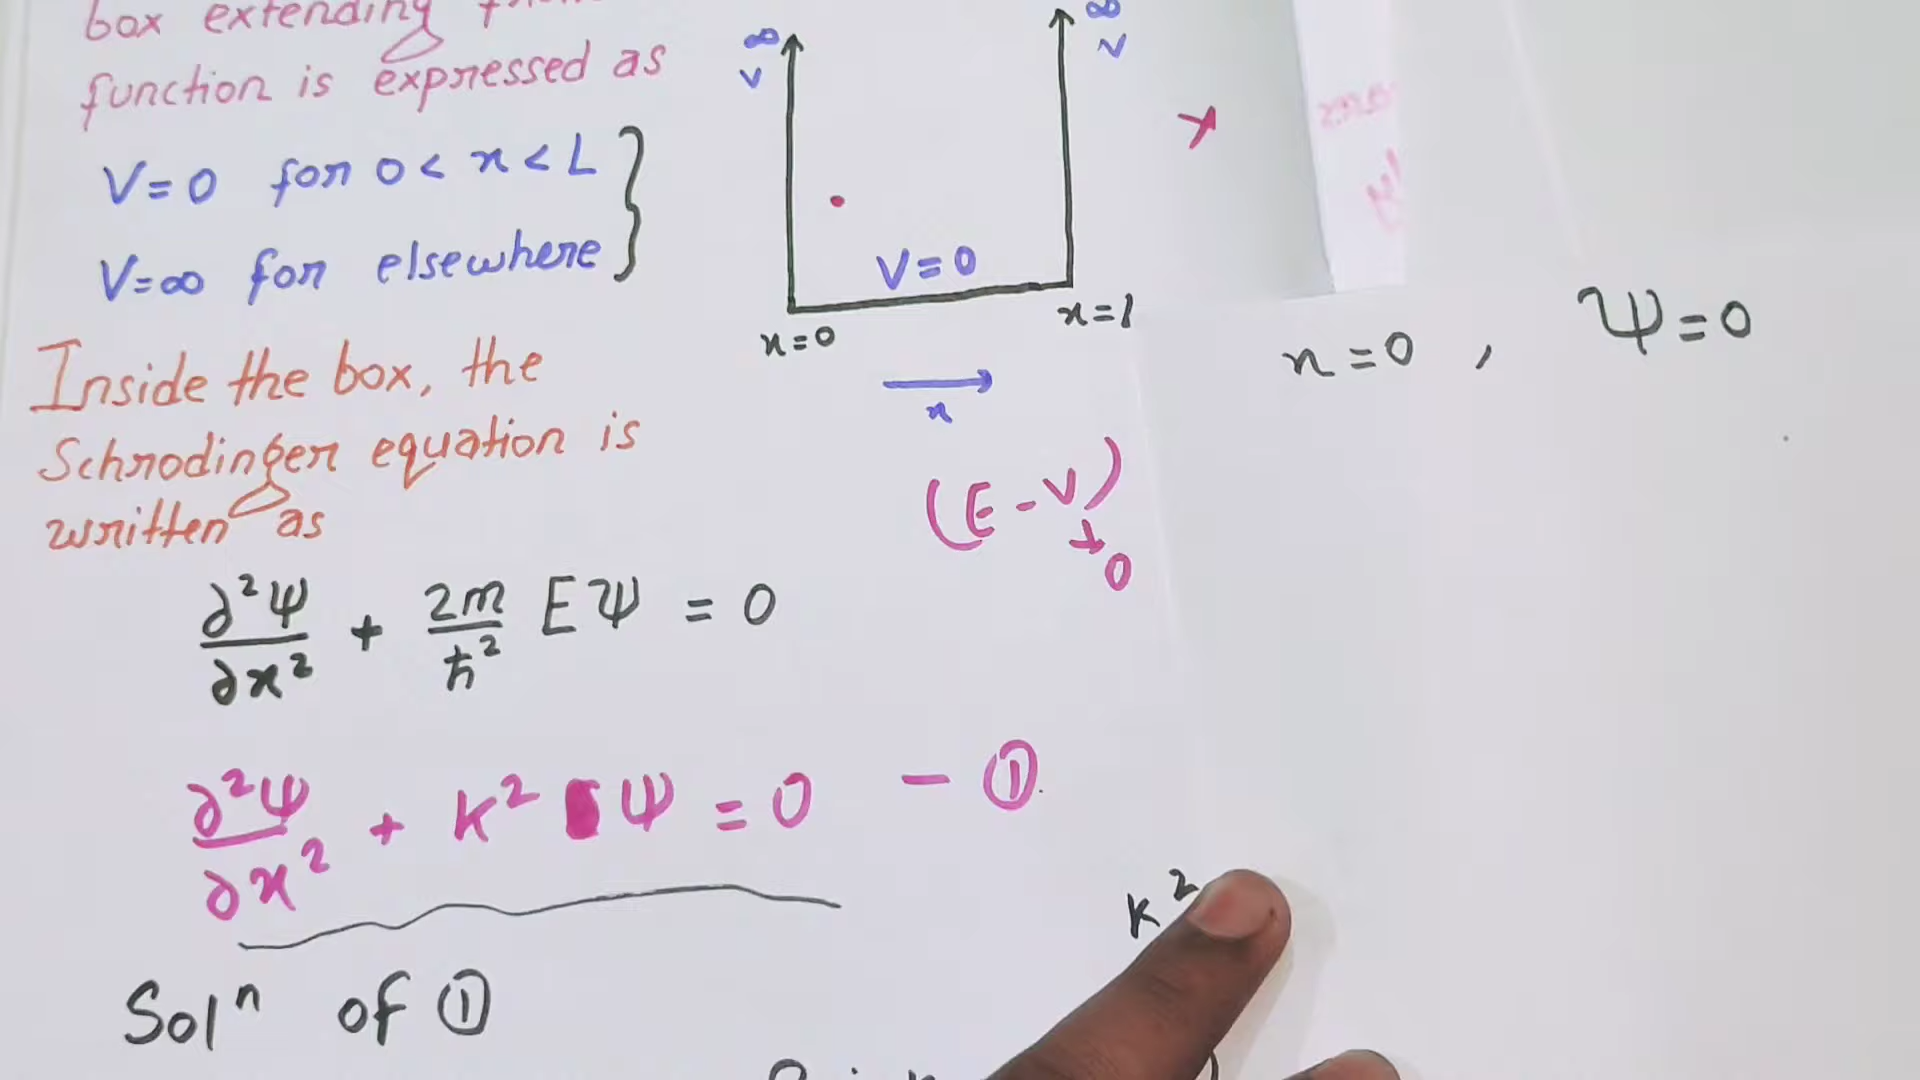 box extending
function is expressed as
V=0 for 0 < x < L
V=∞ for elsewhere
∞
V
∞
V
V=0
x=0
x=l
x
Inside the box, the
Schrodinger equation is
written as
(E-V)
0
∂²Ψ/∂x² + 2m/ħ² EΨ = 0
∂²Ψ/∂x² + K² Ψ = 0 - ①
Solⁿ of ①
K²
x=0 , Ψ=0